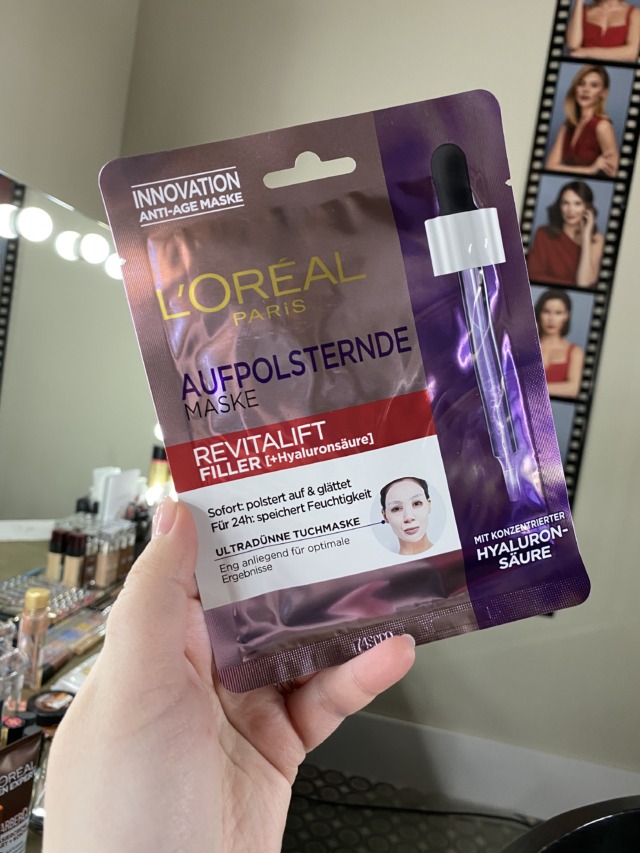 INNOVATION
ANTI-AGE MASKE
L'ORÉAL
PARIS
AUFPOLSTERNDE
MASKE
REVITALIFT
FILLER [+Hyaluronsäure]
Sofort: polstert auf & glättet
Für 24h: speichert Feuchtigkeit
ULTRADÜNNE TUCHMASKE
Eng anliegend für optimale
Ergebnisse
MIT KONZENTRIERTER
HYALURON-
SÄURE